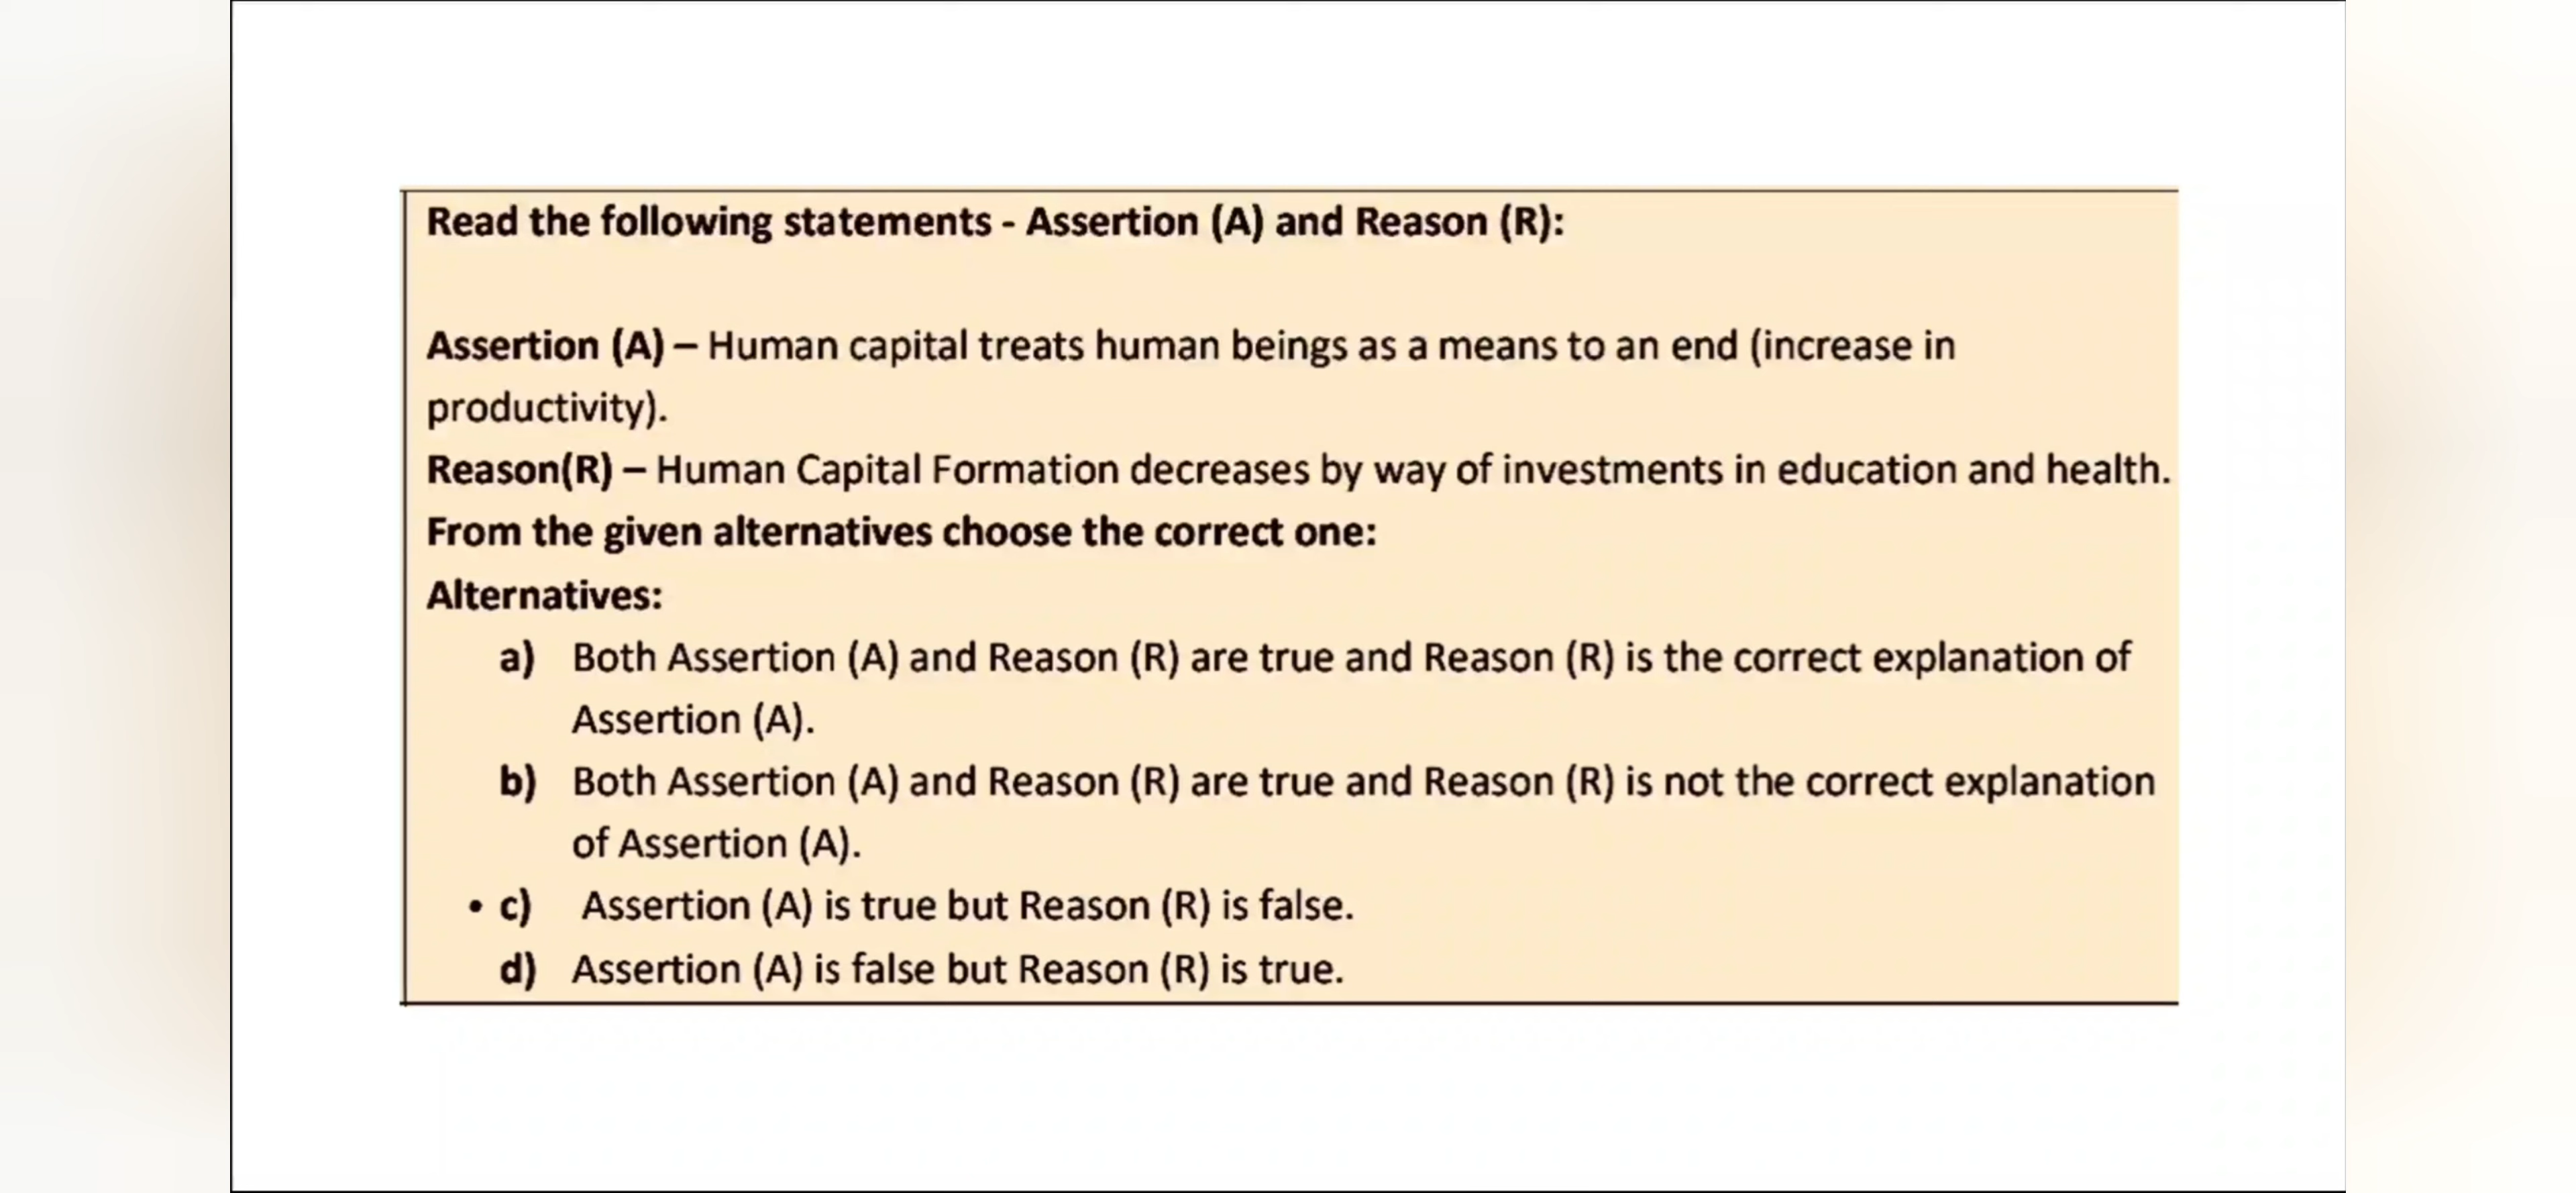 Read the following statements - Assertion (A) and Reason (R):
Assertion (A) – Human capital treats human beings as a means to an end (increase in
productivity).
Reason(R) – Human Capital Formation decreases by way of investments in education and health.
From the given alternatives choose the correct one:
Alternatives:
a) Both Assertion (A) and Reason (R) are true and Reason (R) is the correct explanation of
Assertion (A).
b) Both Assertion (A) and Reason (R) are true and Reason (R) is not the correct explanation
of Assertion (A).
• c) Assertion (A) is true but Reason (R) is false.
d) Assertion (A) is false but Reason (R) is true.